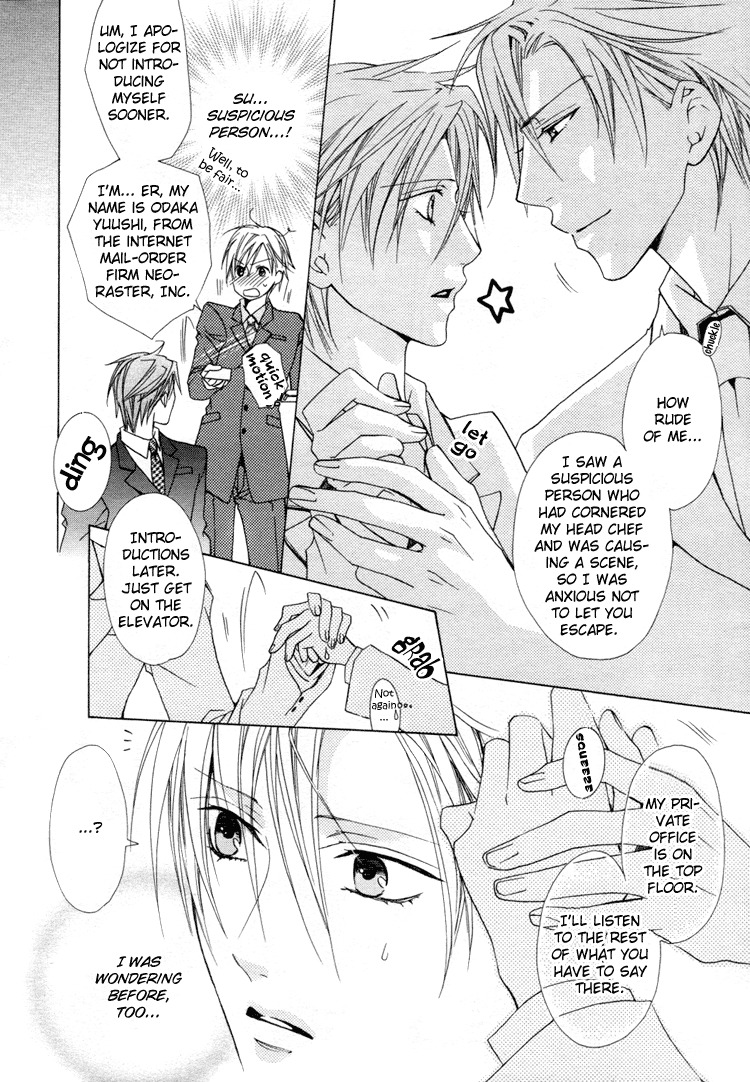 HOW
RUDE
OF ME...
I SAW A
SUSPICIOUS
PERSON WHO
HAD CORNERED
MY HEAD CHEF
AND WAS CAUS-
ING A SCENE,
SO I WAS
ANXIOUS NOT
TO LET YOU
ESCAPE.
chuckle
let
go
SU...
SUSPICIOUS
PERSON...!
Well, to
be fair...
UM, I APO-
LOGIZE FOR
NOT INTRO-
DUCING
MYSELF
SOONER.
I'M... ER, MY
NAME IS ODAKA
YUUSHI, FROM
THE INTERNET
MAIL-ORDER
FIRM NEO-
RASTER, INC.
quick
motion
ding
INTRO-
DUCTIONS
LATER.
JUST GET
ON THE
ELEVATOR.
grab
Not
again...
...
squeeze
MY PRI-
VATE
OFFICE
IS ON
THE TOP
FLOOR.
I'LL LISTEN
TO THE REST
OF WHAT YOU
HAVE TO SAY
THERE.
...?
I WAS
WONDERING
BEFORE,
TOO...